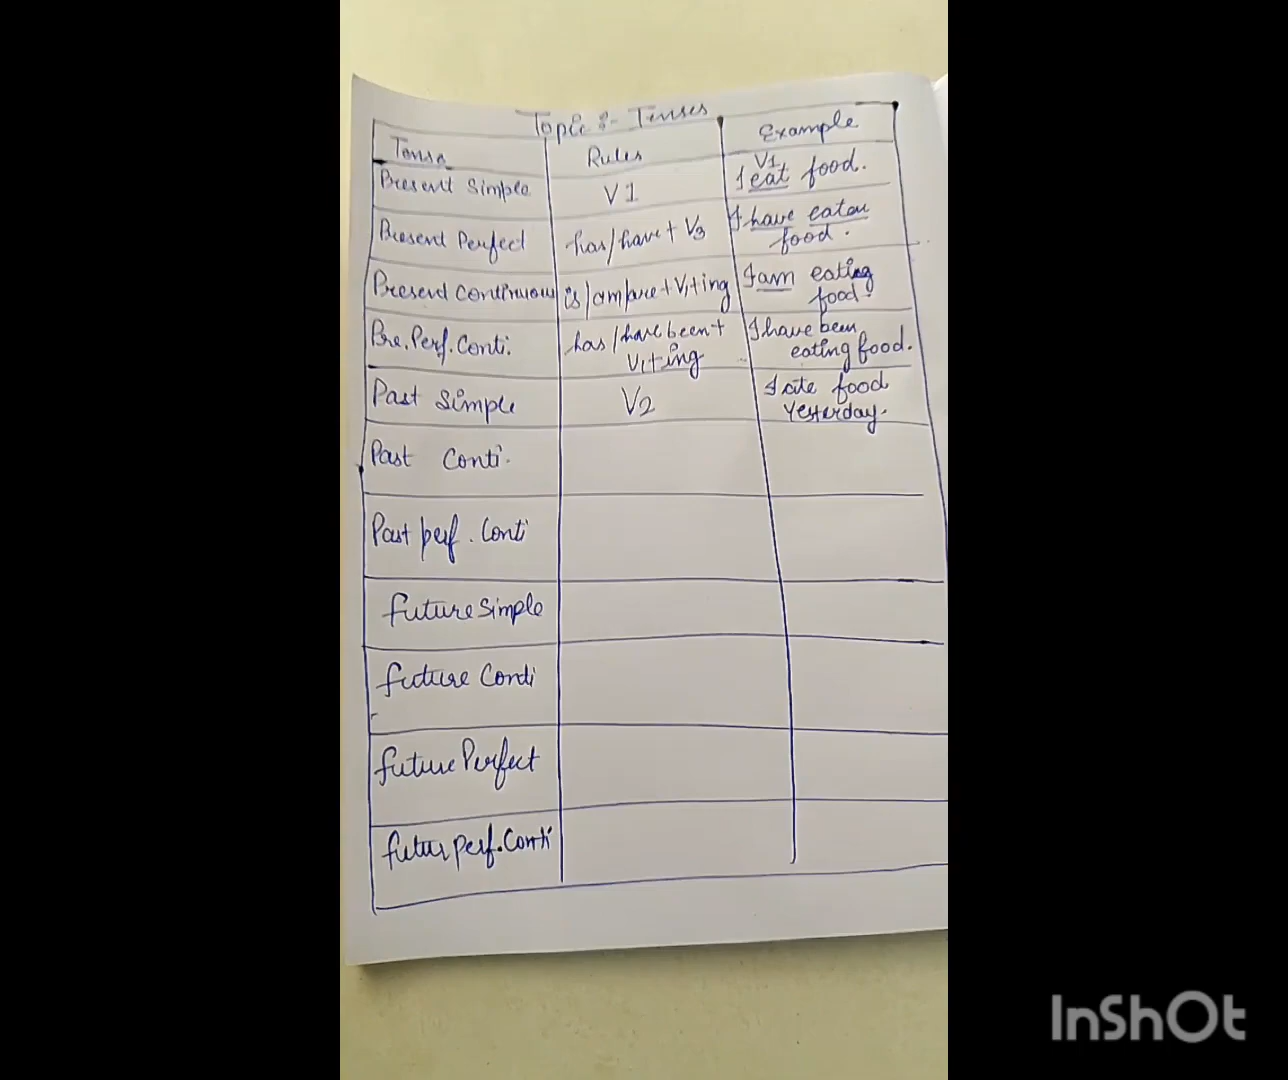 Topic :- Tenses
Tense Rules Example
Present Simple V1 V1
I eat food.
Present Perfect has/have + V3 I have eaten
food.
Present Continuous is/am/are + V1 + ing I am eating
food.
Pre. Perf. Conti. has/have been + I have been
V1 + ing eating food.
Past Simple V2 I ate food
Yesterday.
Past Conti.
Past perf. Conti
future Simple
future Conti
future Perfect
futur perf. Conti
InShOt